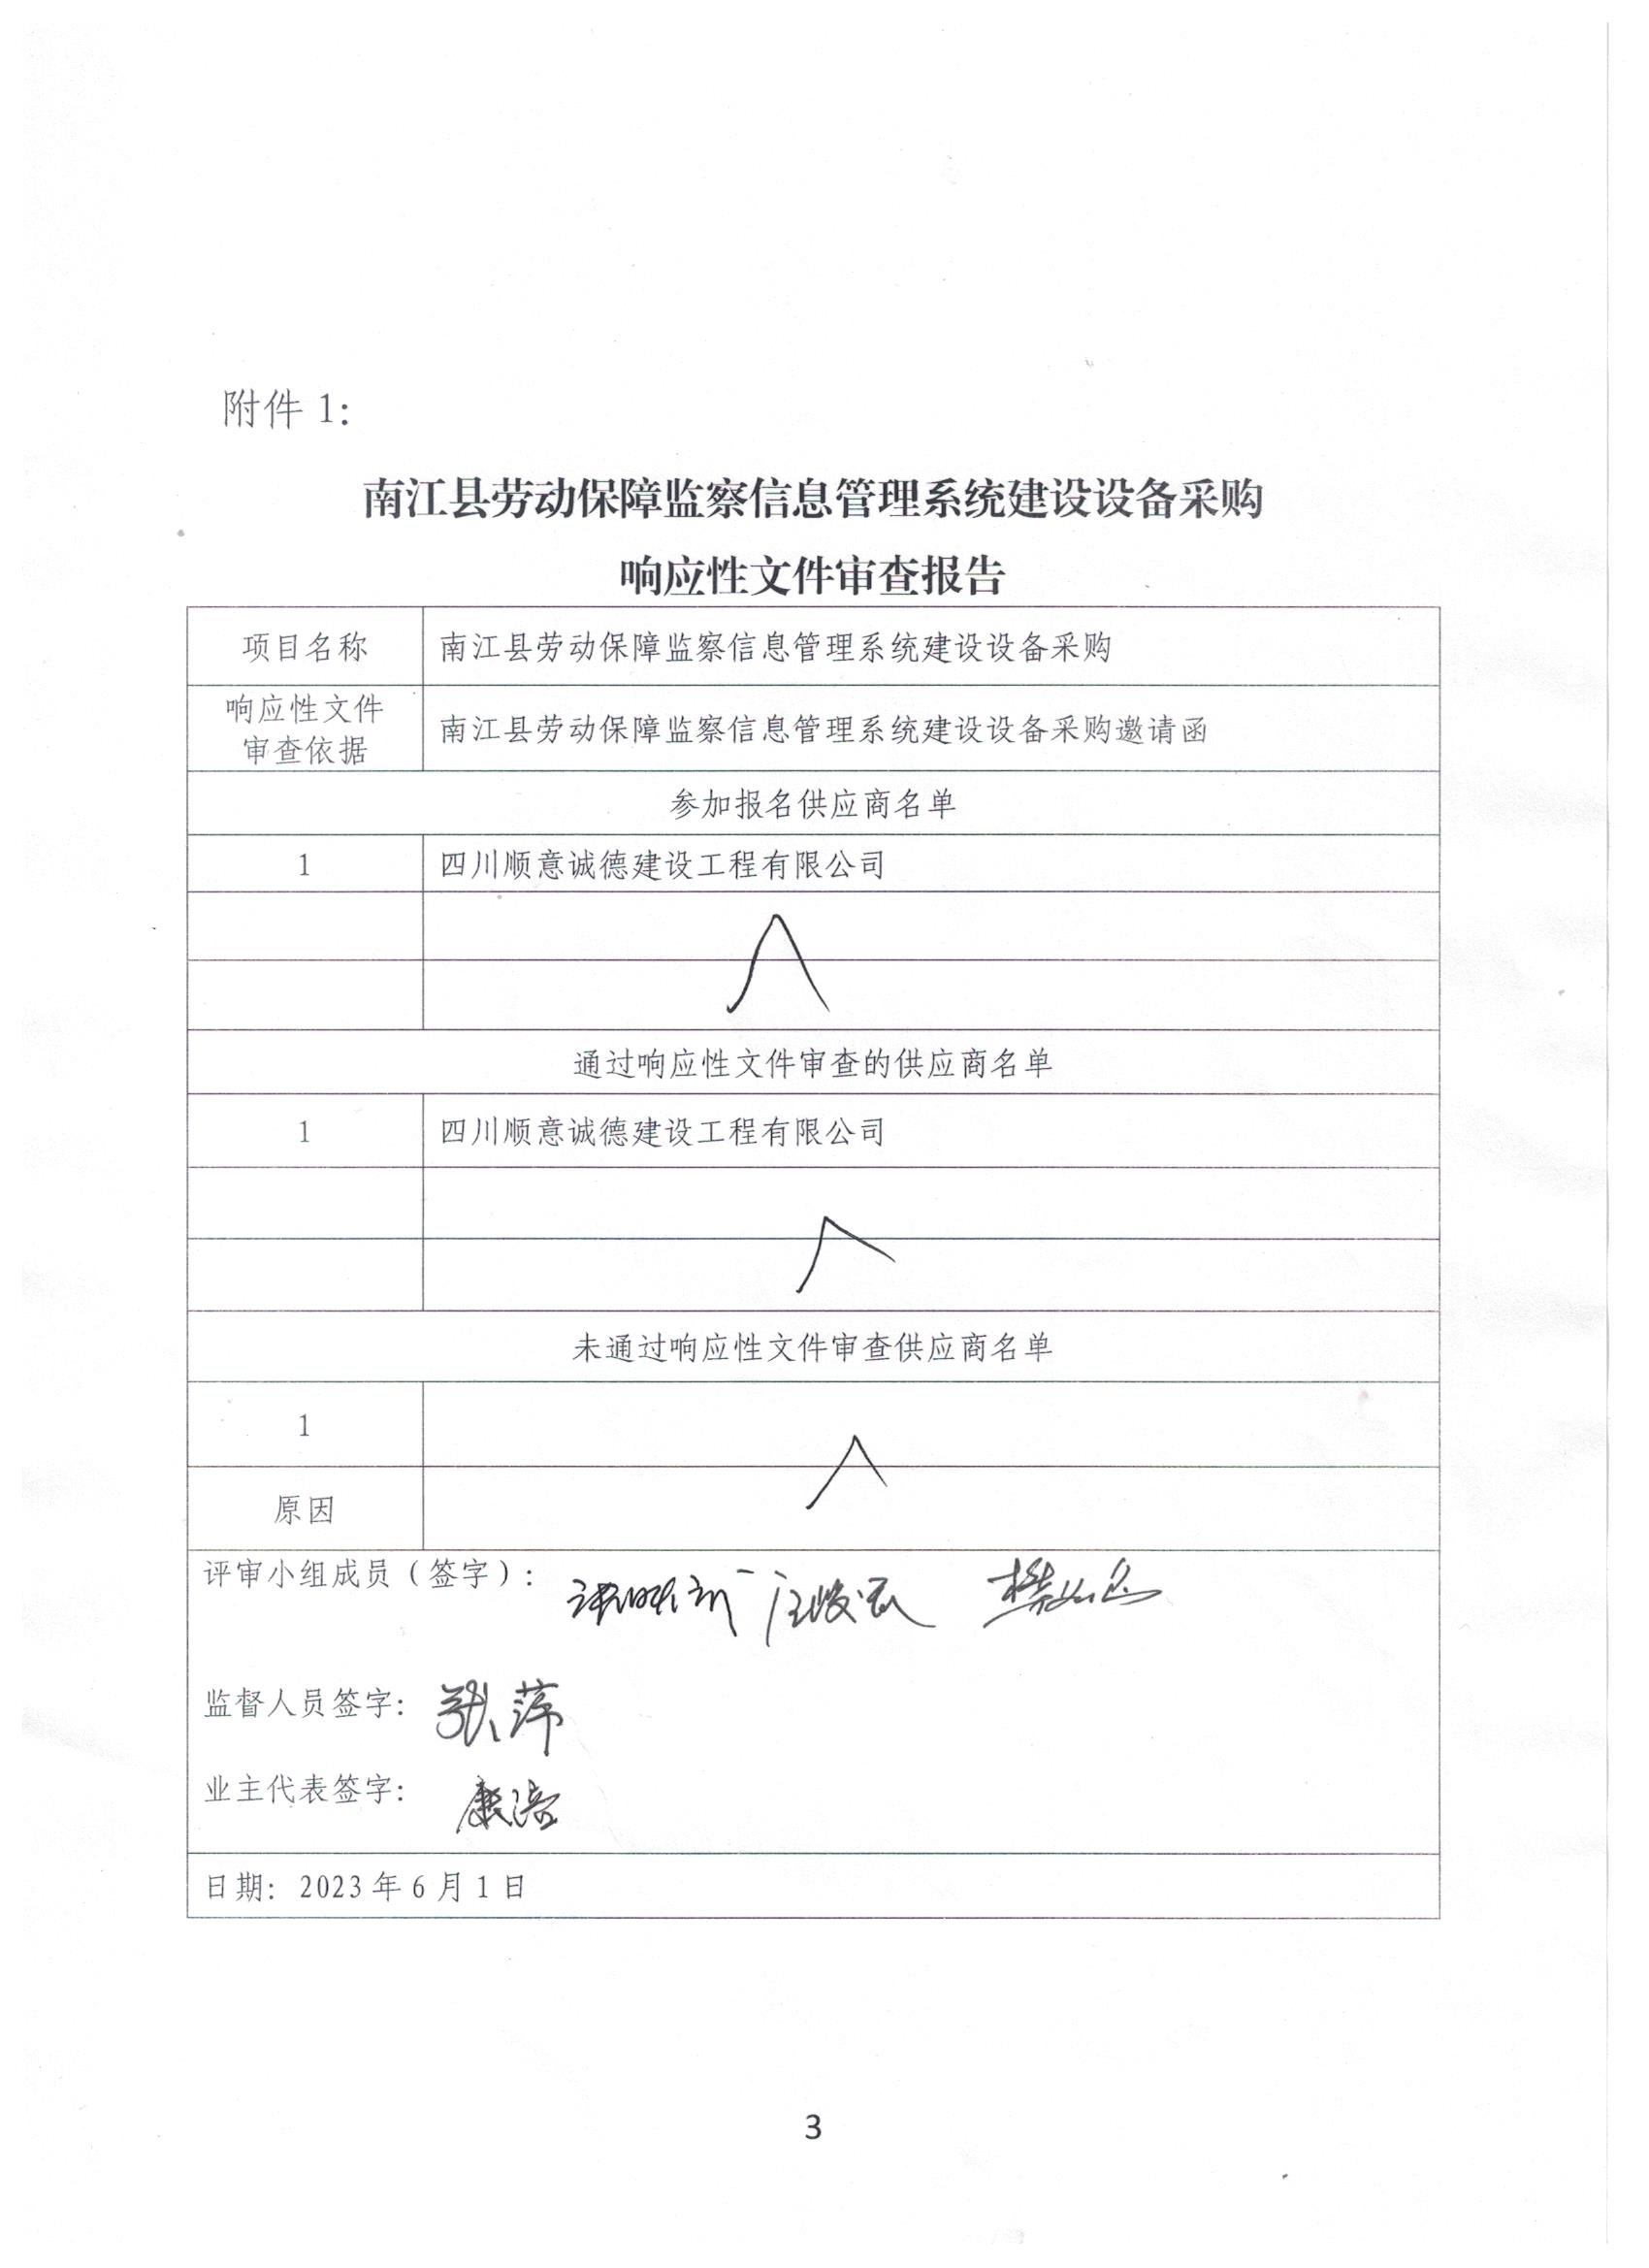 附件 1:
南江县劳动保障监察信息管理系统建设设备采购
响应性文件审查报告
项目名称 南江县劳动保障监察信息管理系统建设设备采购
响应性文件
审查依据 南江县劳动保障监察信息管理系统建设设备采购邀请函
参加报名供应商名单
1 四川顺意诚德建设工程有限公司
通过响应性文件审查的供应商名单
1 四川顺意诚德建设工程有限公司
未通过响应性文件审查供应商名单
1
原因
评审小组成员（签字）:
监督人员签字: 张萍
业主代表签字:
日期: 2023 年 6 月 1 日
3